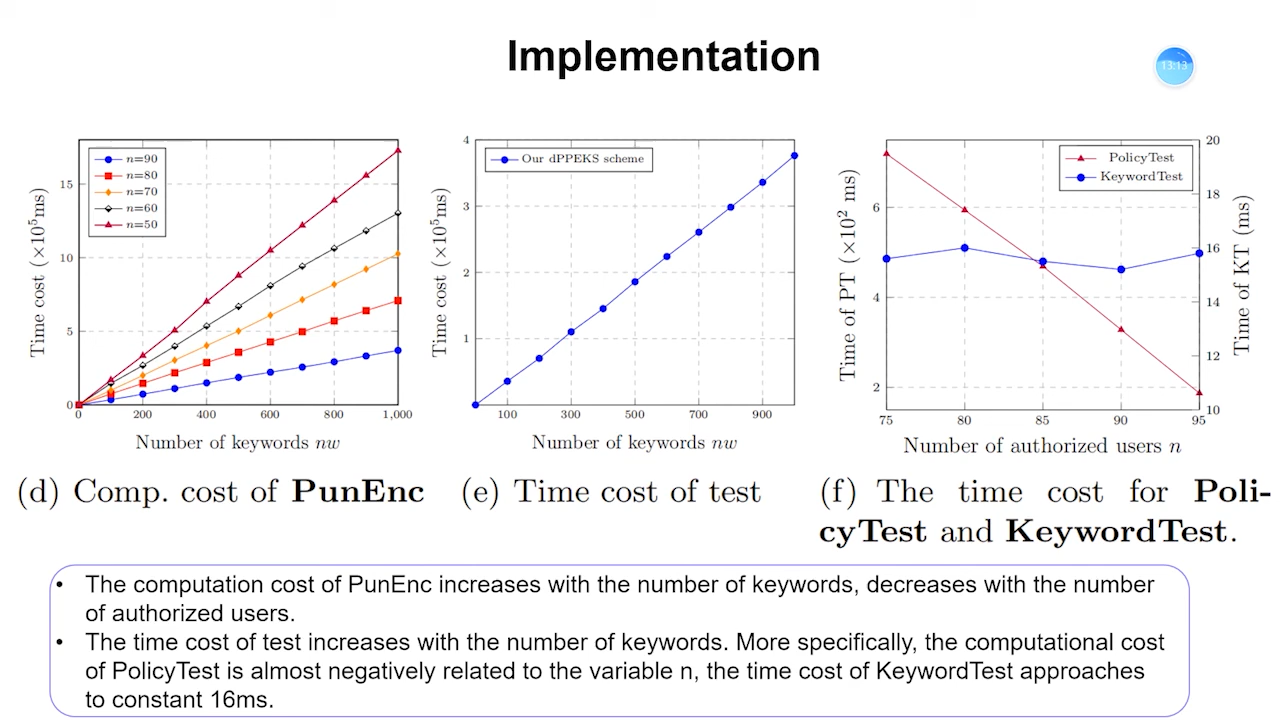 Implementation
13:13
n=90
n=80
n=70
n=60
n=50
15
10
5
0
0 200 400 600 800 1,000
Time cost (×10⁵ms)
Number of keywords nw
(d) Comp. cost of PunEnc
Our dPPEKS scheme
4
3
2
1
100 300 500 700 900
Time cost (×10⁵ms)
Number of keywords nw
(e) Time cost of test
PolicyTest
KeywordTest
6
4
2
20
18
16
14
12
10
75 80 85 90 95
Time of PT (×10² ms)
Time of KT (ms)
Number of authorized users n
(f) The time cost for Poli-
cyTest and KeywordTest.
• The computation cost of PunEnc increases with the number of keywords, decreases with the number
of authorized users.
• The time cost of test increases with the number of keywords. More specifically, the computational cost
of PolicyTest is almost negatively related to the variable n, the time cost of KeywordTest approaches
to constant 16ms.